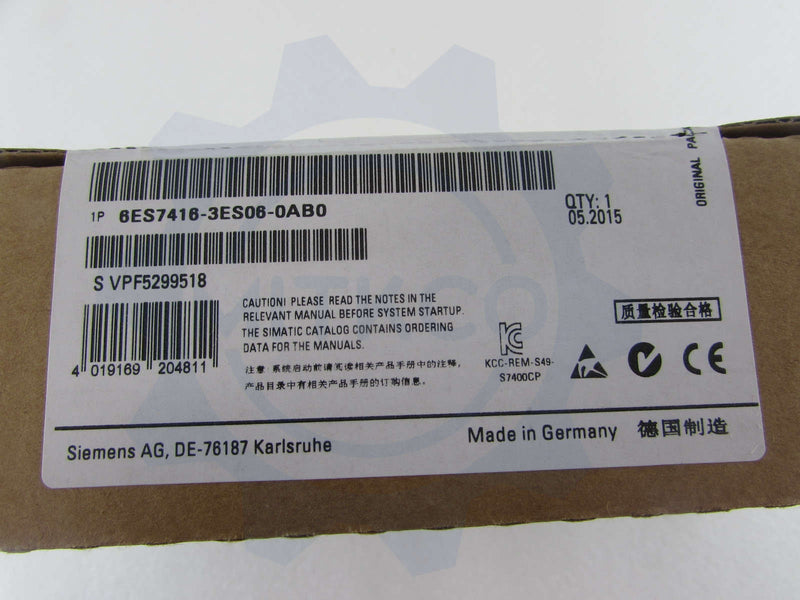 ORIGINAL PACK
1P 6ES7416-3ES06-0AB0
QTY: 1
05.2015
S VPF5299518
CAUTION! PLEASE READ THE NOTES IN THE
RELEVANT MANUAL BEFORE SYSTEM STARTUP.
THE SIMATIC CATALOG CONTAINS ORDERING
DATA FOR THE MANUALS.
注意:系统启动前请阅读相关产品手册中的注释,
产品目录中有相关产品手册的订购信息。
4 019169 204811
质量检验合格
KCC-REM-S49-
S7400CP
CE
Siemens AG, DE-76187 Karlsruhe
Made in Germany 德国制造